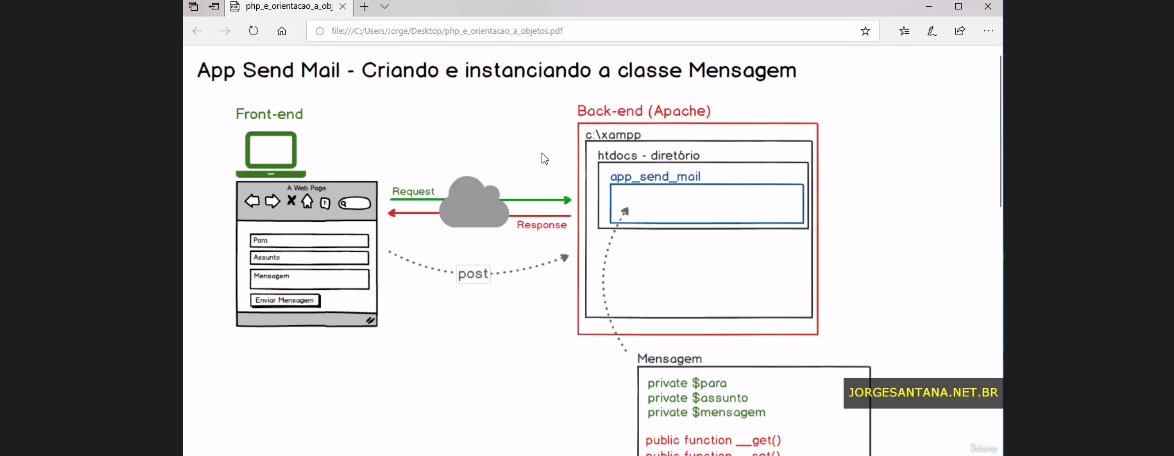 php_e_orientacao_a_obj
file:///C:/Users/Jorge/Desktop/php_e_orientacao_a_objetos.pdf
App Send Mail - Criando e instanciando a classe Mensagem
Front-end
Back-end (Apache)
c:\xampp
htdocs - diretório
app_send_mail
A Web Page
Request
Response
Para
Assunto
Mensagem
Enviar Mensagem
post
Mensagem
private $para
private $assunto
private $mensagem
public function __get()
public function __set()
JORGESANTANA.NET.BR
Udemy